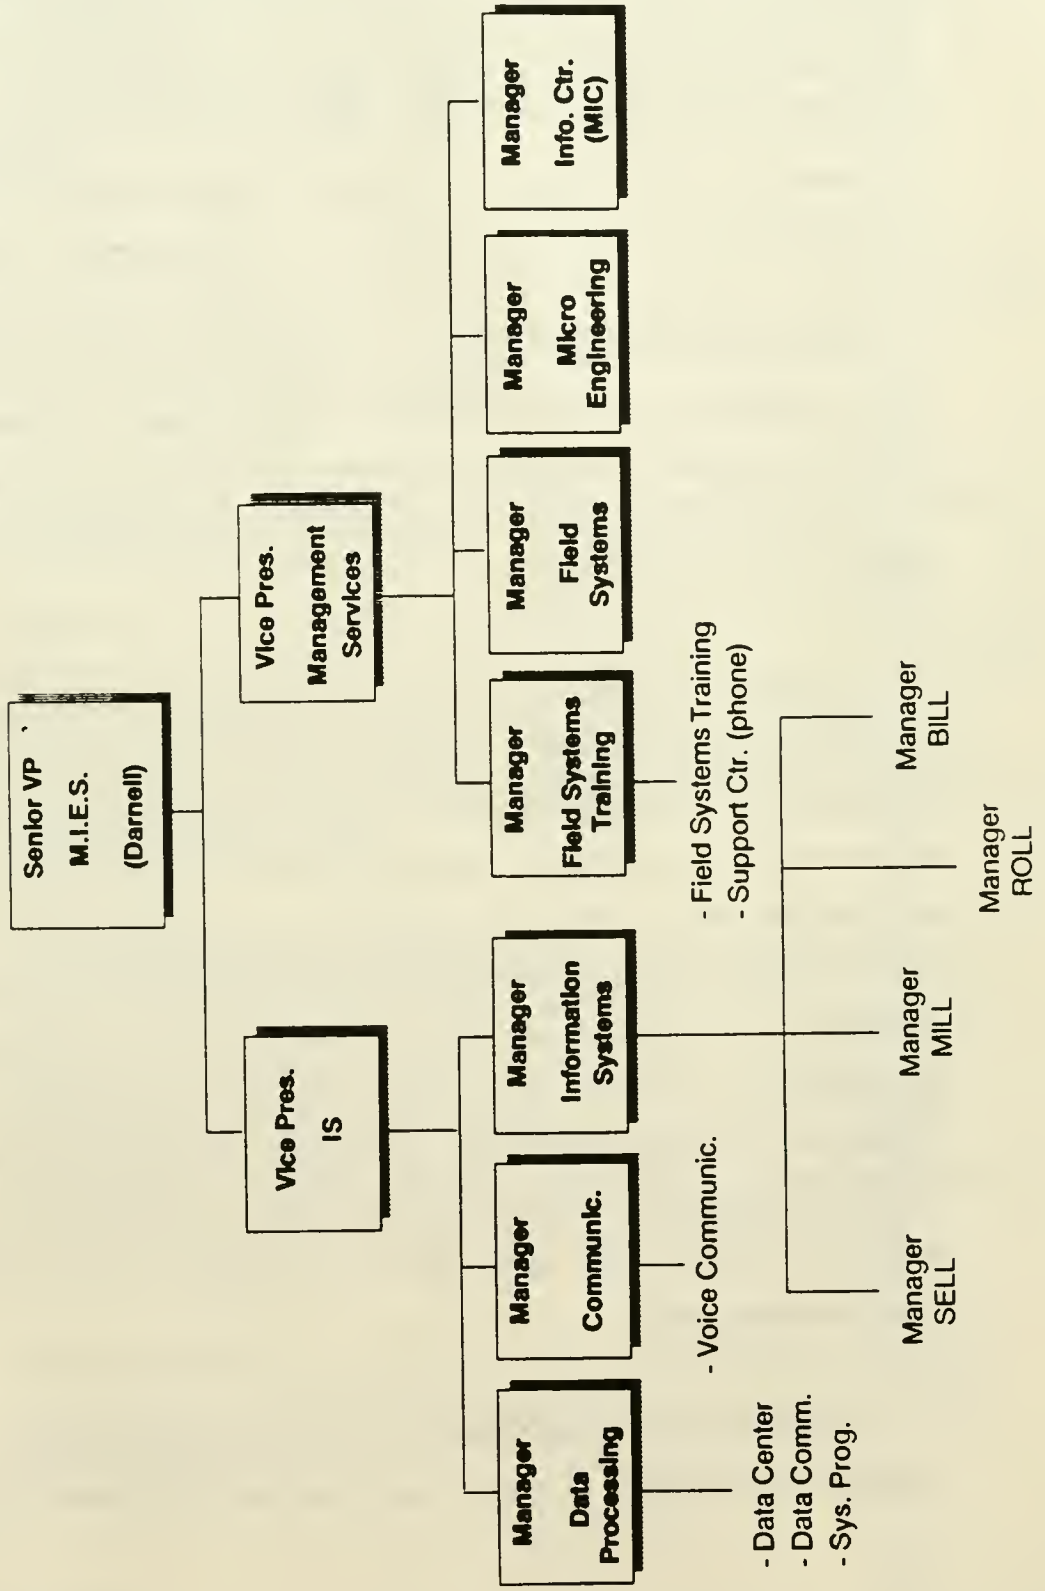 Senior VP
M.I.E.S.
(Darnell)
Vice Pres.
IS
Vice Pres.
Management
Services
Manager
Data
Processing
Manager
Communic.
Manager
Information
Systems
Manager
Field Systems
Training
Manager
Field
Systems
Manager
Micro
Engineering
Manager
Info. Ctr.
(MIC)
- Data Center
- Data Comm.
- Sys. Prog.
- Voice Communic.
- Field Systems Training
- Support Ctr. (phone)
Manager
SELL
Manager
MILL
Manager
ROLL
Manager
BILL